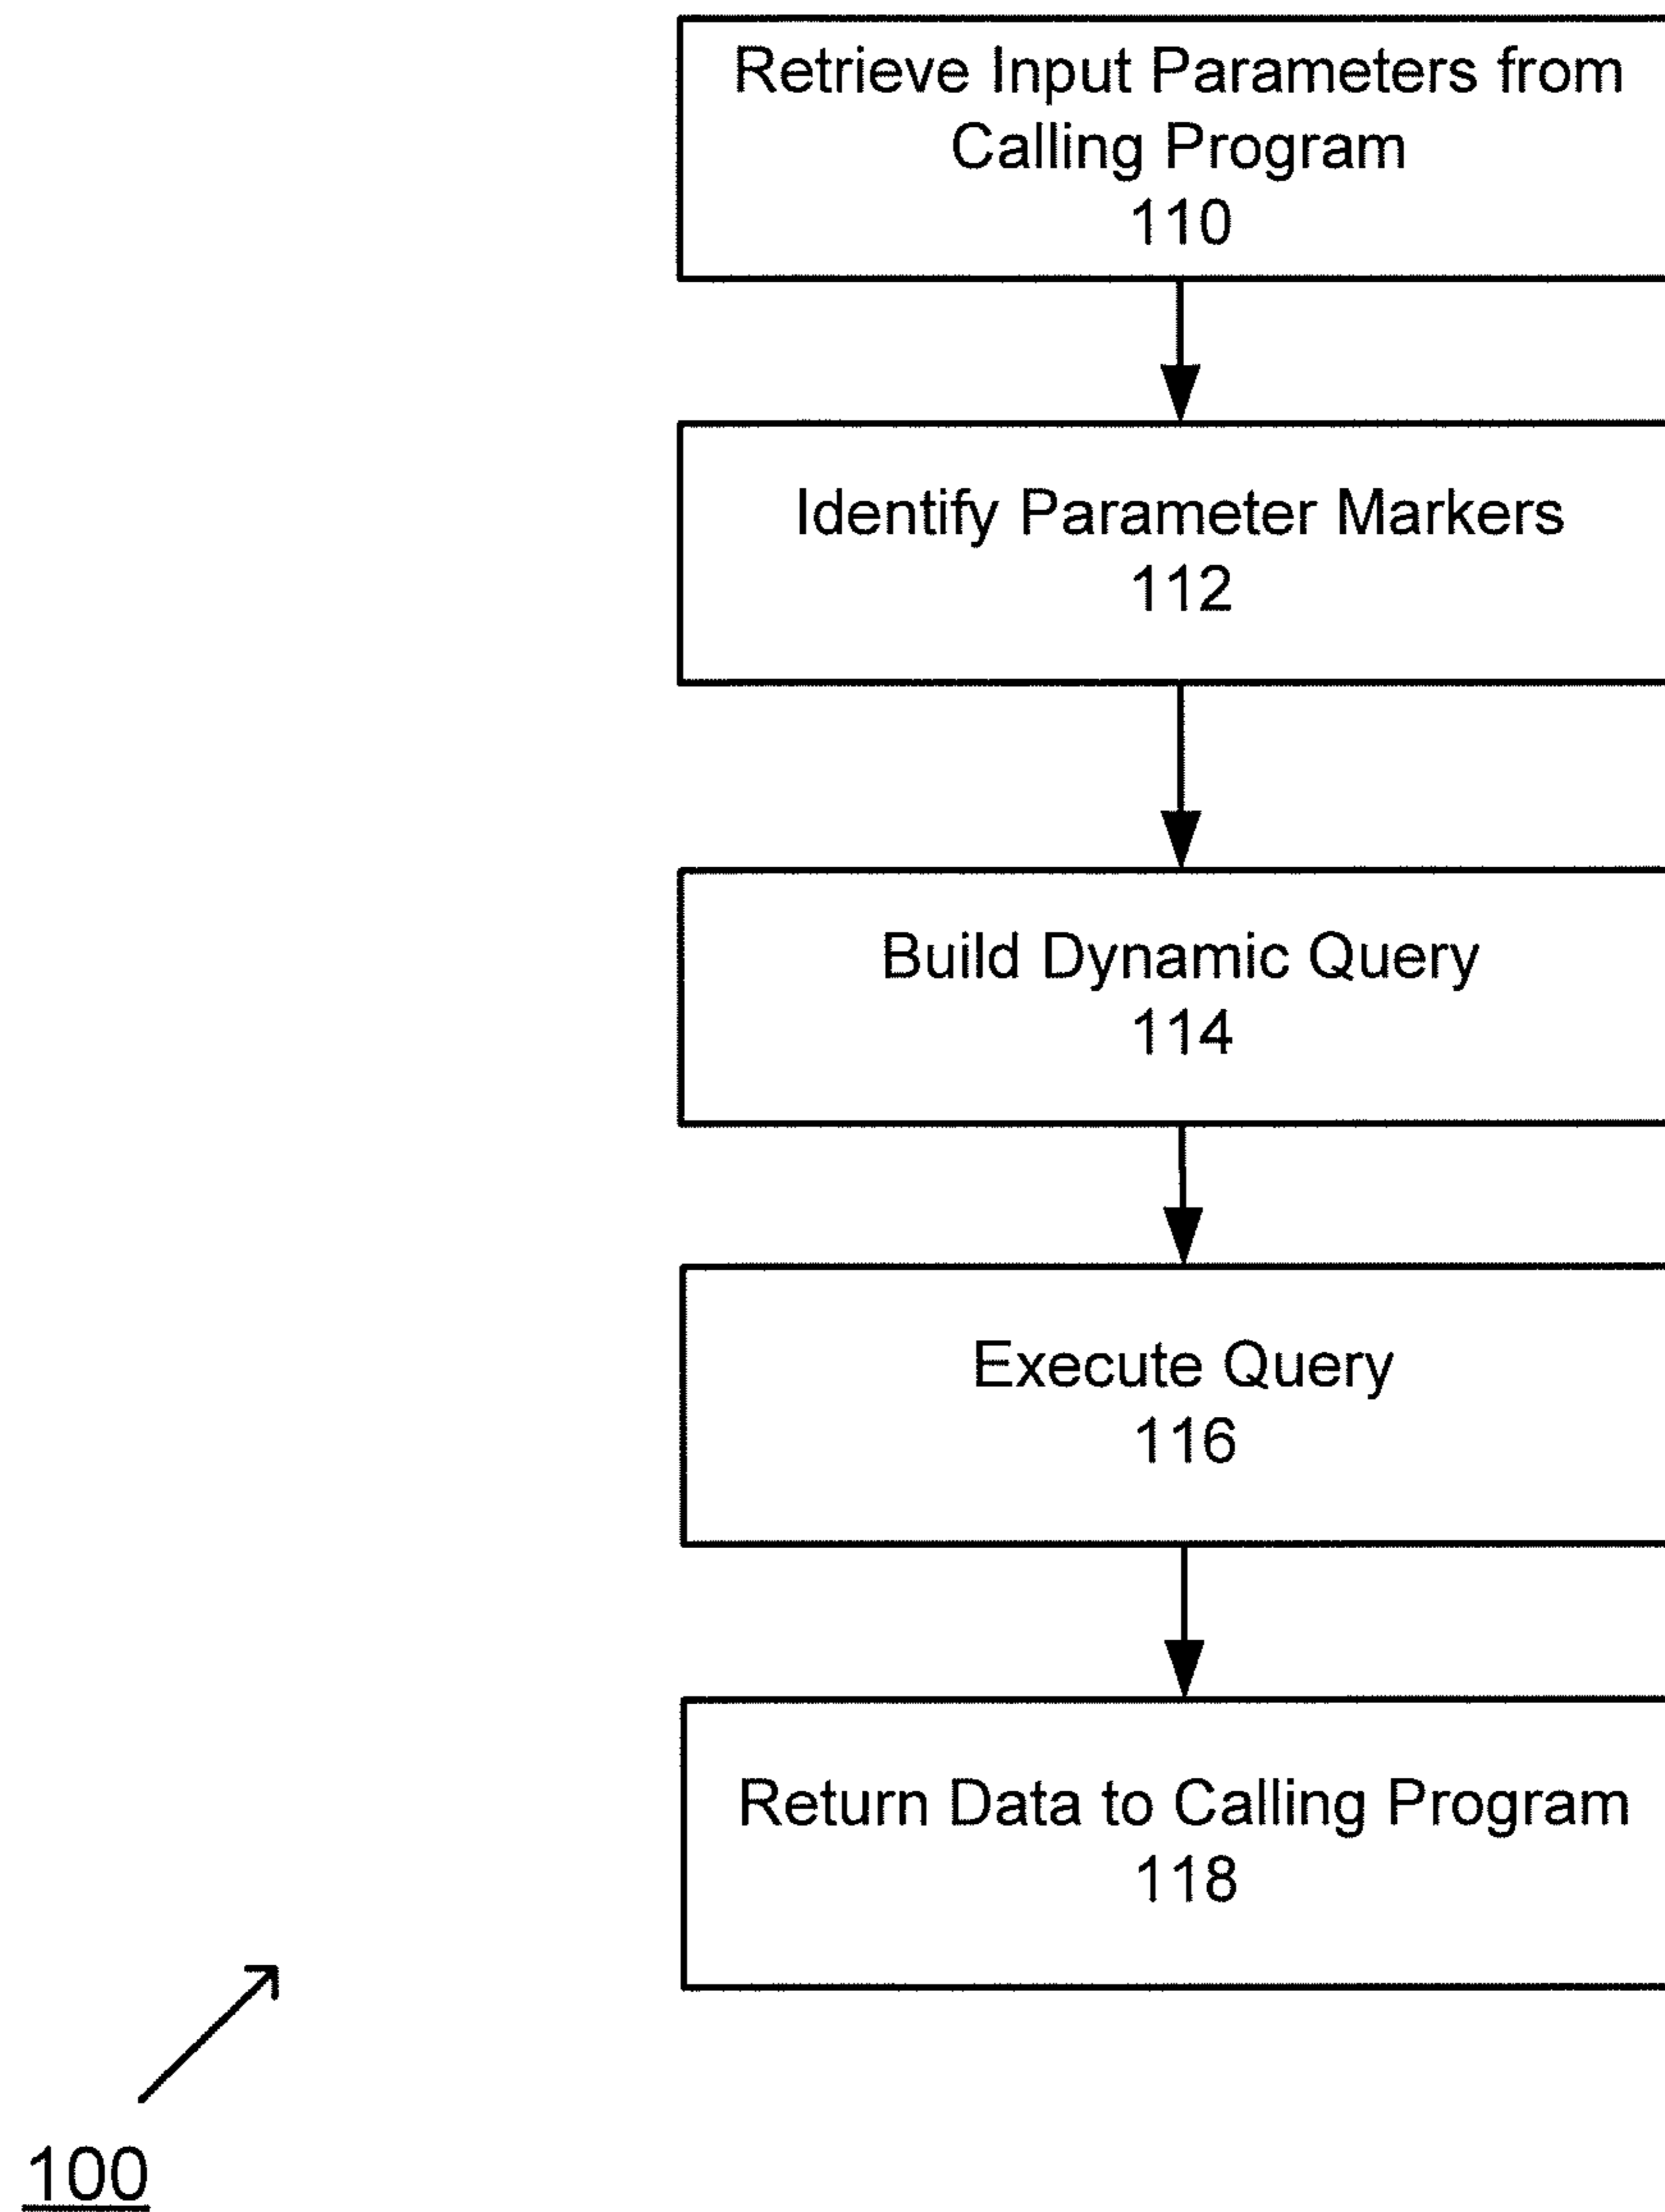 Retrieve Input Parameters from
Calling Program
110
Identify Parameter Markers
112
Build Dynamic Query
114
Execute Query
116
Return Data to Calling Program
118
100